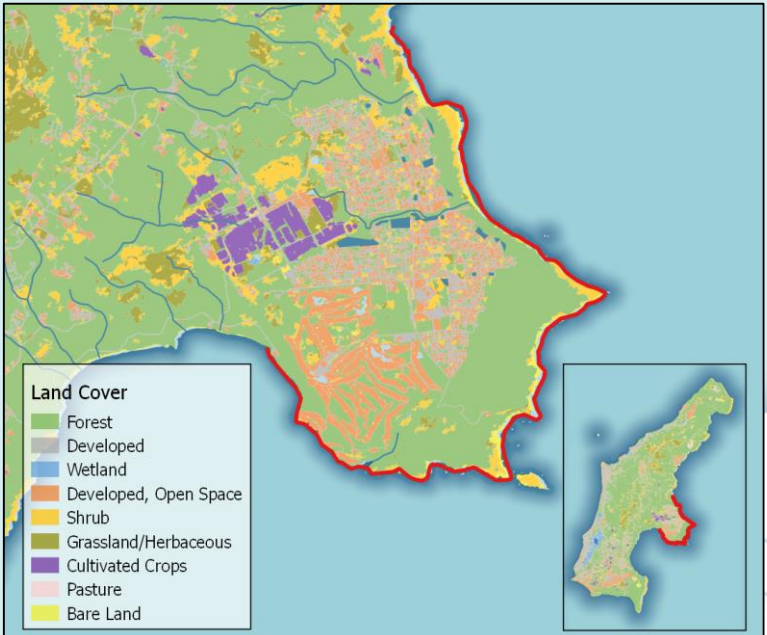 Land Cover
Forest
Developed
Wetland
Developed, Open Space
Shrub
Grassland/Herbaceous
Cultivated Crops
Pasture
Bare Land